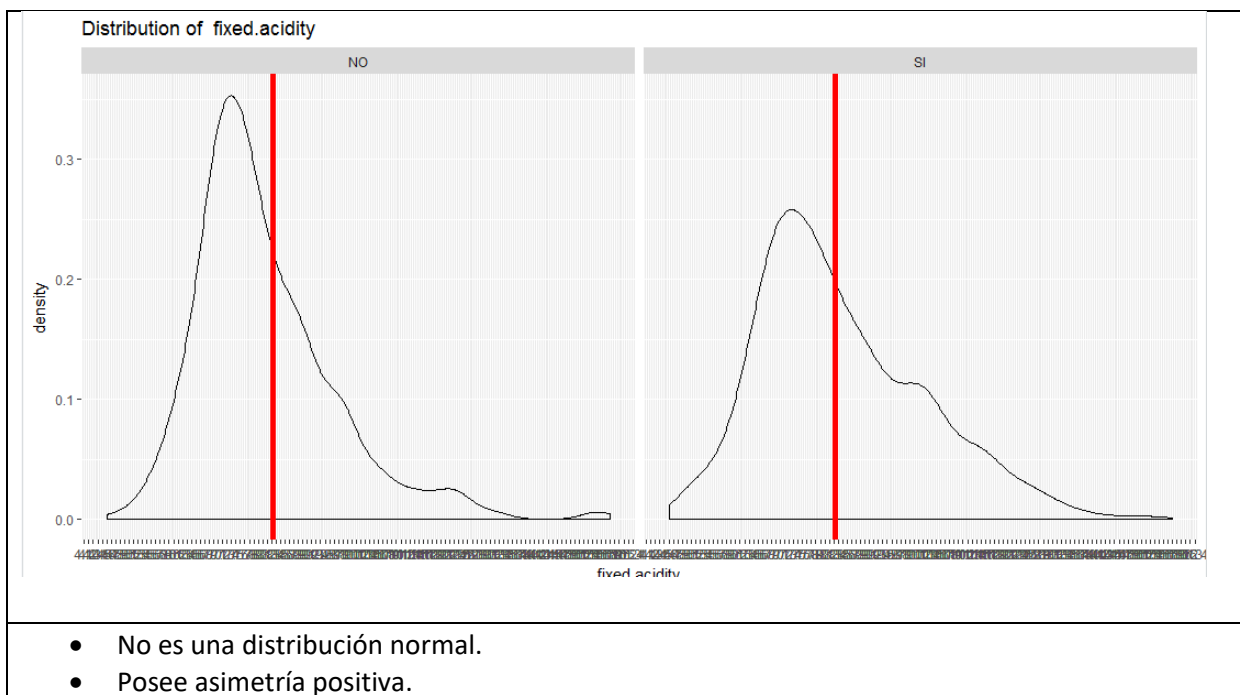 Distribution of fixed.acidity
NO
SI
0.3
0.2
0.1
0.0
density
fixed.acidity
• No es una distribución normal.
• Posee asimetría positiva.